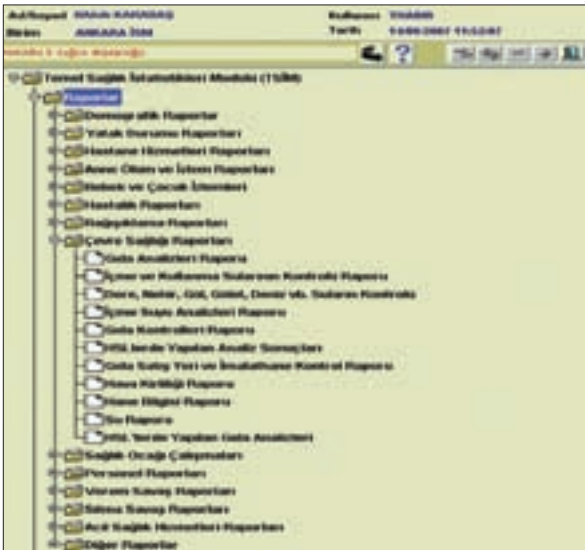 Ad/Soyad KARABAŞ Kullanıcı
Birim ANKARA İSM Tarih
Temel Sağlık İstatistikleri Modülü (TSİM)
Raporlar
Demografik Raporlar
Yatak Durumu Raporları
Hastane Hizmetleri Raporları
Anne Ölüm ve İzlem Raporları
Bebek ve Çocuk İzlemleri
Hastalık Raporları
Bağışıklama Raporları
Çevre Sağlığı Raporları
Gıda Analizleri Raporu
İçme ve Kullanma Sularının Kontrolü Raporu
Dere, Nehir, Göl, Gölet, Deniz vb. Suların Kontrolü
İçme Suyu Analizleri Raporu
Gıda Kontrolleri Raporu
HSL lerde Yapılan Analiz Sonuçları
Gıda Satış Yeri ve İmalathane Kontrol Raporu
Hava Kirliliği Raporu
Hane Bilgisi Raporu
Su Raporu
HSL 'lerde Yapılan Gıda Analizleri
Sağlık Ocağı Çalışmaları
Personel Raporları
Verem Savaş Raporları
Sıtma Savaş Raporları
Acil Sağlık Hizmetleri Raporları
Diğer Raporlar